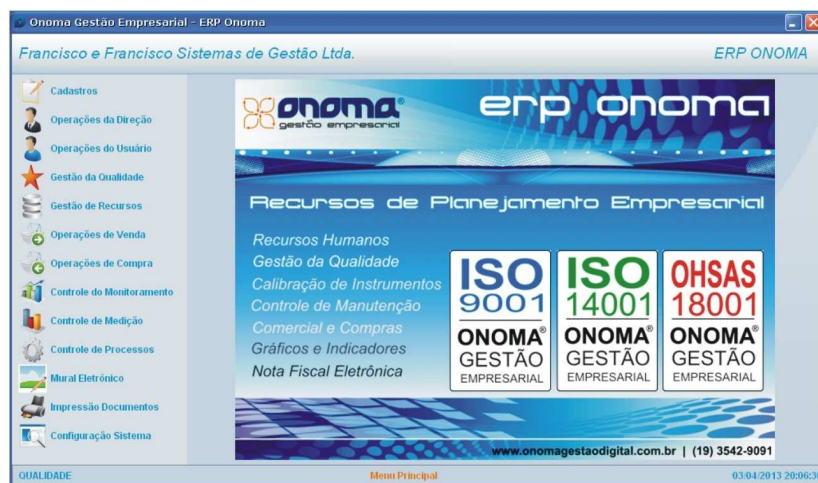 Onoma Gestão Empresarial - ERP Onoma
Francisco e Francisco Sistemas de Gestão Ltda.
ERP ONOMA
Cadastros
Operações da Direção
Operações do Usuário
Gestão da Qualidade
Gestão de Recursos
Operações de Venda
Operações de Compra
Controle do Monitoramento
Controle de Medição
Controle de Processos
Mural Eletrônico
Impressão Documentos
Configuração Sistema
onoma®
gestão empresarial
erp onoma
Recursos de Planejamento Empresarial
Recursos Humanos
Gestão da Qualidade
Calibração de Instrumentos
Controle de Manutenção
Comercial e Compras
Gráficos e Indicadores
Nota Fiscal Eletrônica
ISO
9001
ONOMA®
GESTÃO
EMPRESARIAL
ISO
14001
ONOMA®
GESTÃO
EMPRESARIAL
OHSAS
18001
ONOMA®
GESTÃO
EMPRESARIAL
www.onomagestaodigital.com.br | (19) 3542-9091
QUALIDADE
Menu Principal
03/04/2013 20:06:36